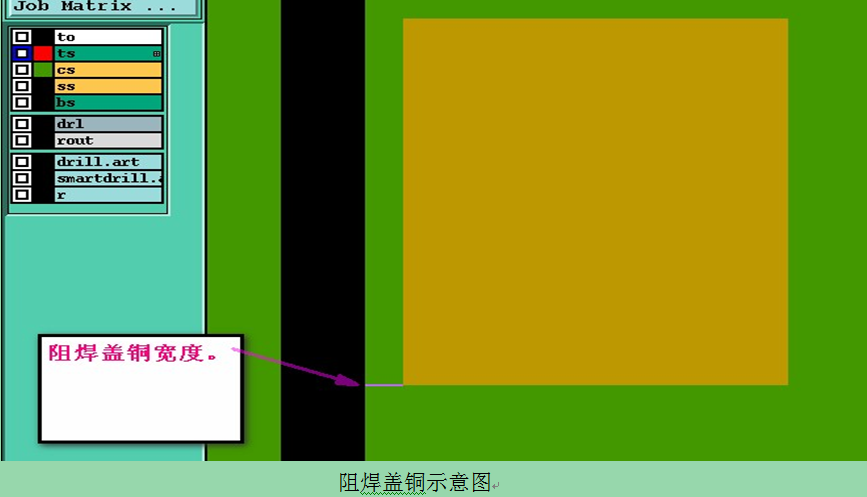 Job Matrix ...
to
ts
cs
ss
bs
drl
rout
drill.art
smartdrill.a
r
阻焊盖铜宽度。
阻焊盖铜示意图